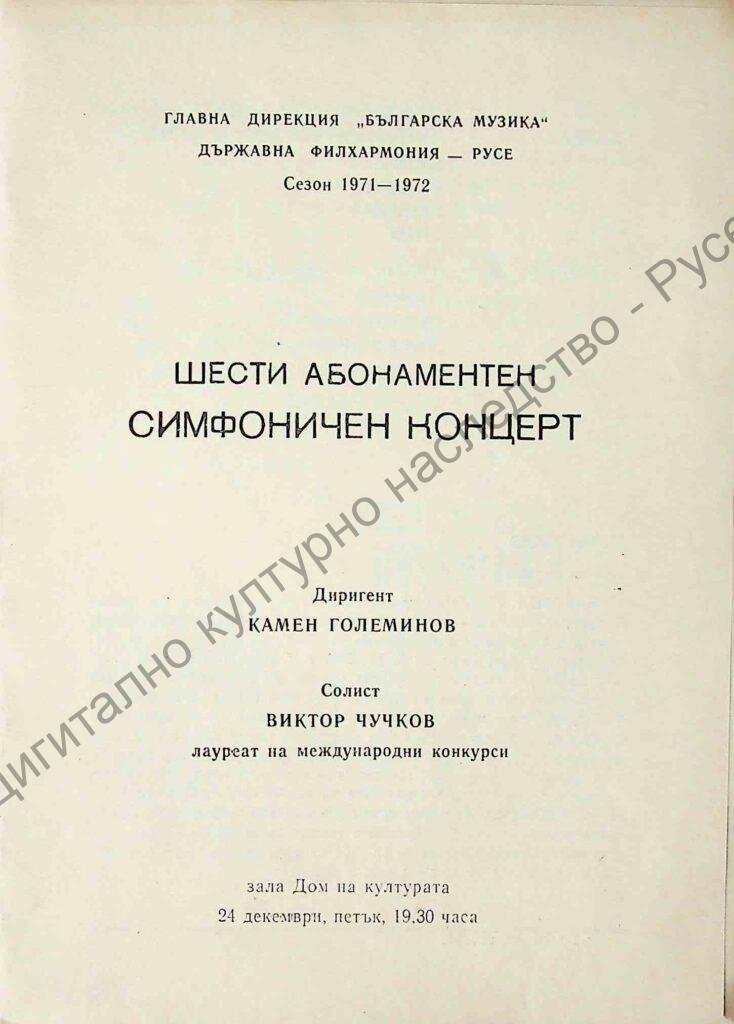 ГЛАВНА ДИРЕКЦИЯ „БЪЛГАРСКА МУЗИКА“
ДЪРЖАВНА ФИЛХАРМОНИЯ — РУСЕ
Сезон 1971—1972
ШЕСТИ АБОНАМЕНТЕН
СИМФОНИЧЕН КОНЦЕРТ
Диригент
КАМЕН ГОЛЕМИНОВ
Солист
ВИКТОР ЧУЧКОВ
лауреат на международни конкурси
зала Дом на културата
24 декември, петък, 19,30 часа
Дигитално културно наследство - Русе